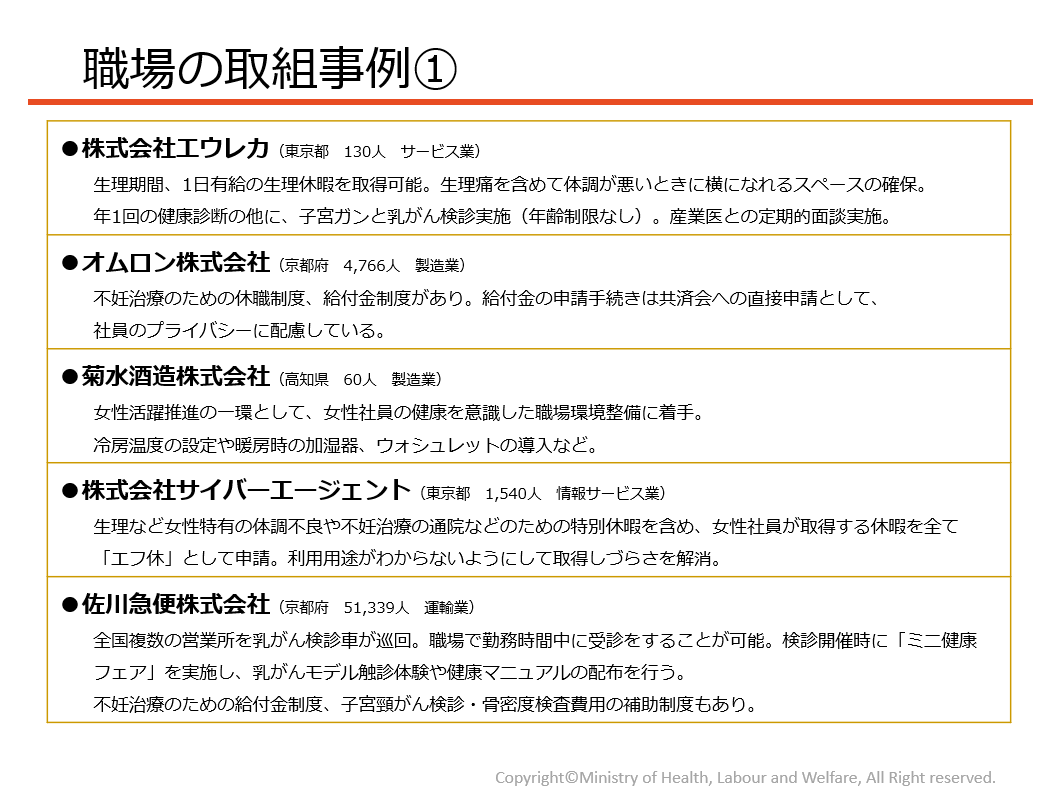 職場の取組事例①
●株式会社エウレカ（東京都　130人　サービス業）
生理期間、1日有給の生理休暇を取得可能。生理痛を含めて体調が悪いときに横になれるスペースの確保。
年1回の健康診断の他に、子宮ガンと乳がん検診実施（年齢制限なし）。産業医との定期的面談実施。
●オムロン株式会社（京都府　4,766人　製造業）
不妊治療のための休職制度、給付金制度があり。給付金の申請手続きは共済会への直接申請として、
社員のプライバシーに配慮している。
●菊水酒造株式会社（高知県　60人　製造業）
女性活躍推進の一環として、女性社員の健康を意識した職場環境整備に着手。
冷房温度の設定や暖房時の加湿器、ウォシュレットの導入など。
●株式会社サイバーエージェント（東京都　1,540人　情報サービス業）
生理など女性特有の体調不良や不妊治療の通院などのための特別休暇を含め、女性社員が取得する休暇を全て
「エフ休」として申請。利用用途がわからないようにして取得しづらさを解消。
●佐川急便株式会社（京都府　51,339人　運輸業）
全国複数の営業所を乳がん検診車が巡回。職場で勤務時間中に受診をすることが可能。検診開催時に「ミニ健康
フェア」を実施し、乳がんモデル触診体験や健康マニュアルの配布を行う。
不妊治療のための給付金制度、子宮頸がん検診・骨密度検査費用の補助制度もあり。
Copyright©Ministry of Health, Labour and Welfare, All Right reserved.